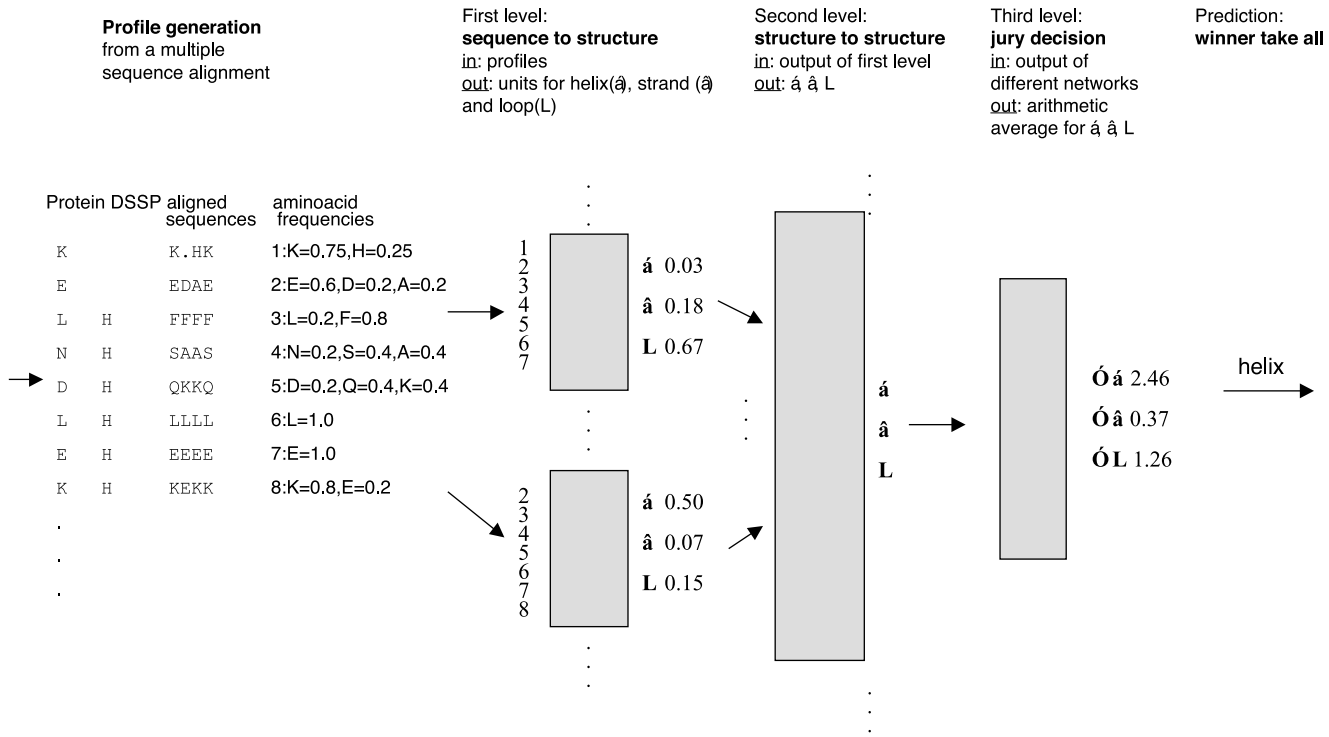 Profile generation
from a multiple
sequence alignment
First level:
sequence to structure
in: profiles
out: units for helix(á), strand (â)
and loop(L)
Second level:
structure to structure
in: output of first level
out: á, â, L
Third level:
jury decision
in: output of
different networks
out: arithmetic
average for á, â, L
Prediction:
winner take all
Protein DSSP aligned sequences aminoacid frequencies
K K.HK 1:K=0.75,H=0.25
E EDAE 2:E=0.6,D=0.2,A=0.2
L H FFFF 3:L=0.2,F=0.8
N H SAAS 4:N=0.2,S=0.4,A=0.4
D H QKKQ 5:D=0.2,Q=0.4,K=0.4
L H LLLL 6:L=1.0
E H EEEE 7:E=1.0
K H KEKK 8:K=0.8,E=0.2
1
2
3
4
5
6
7
á 0.03
â 0.18
L 0.67
2
3
4
5
6
7
8
á 0.50
â 0.07
L 0.15
á
â
L
Ó á 2.46
Ó â 0.37
Ó L 1.26
helix